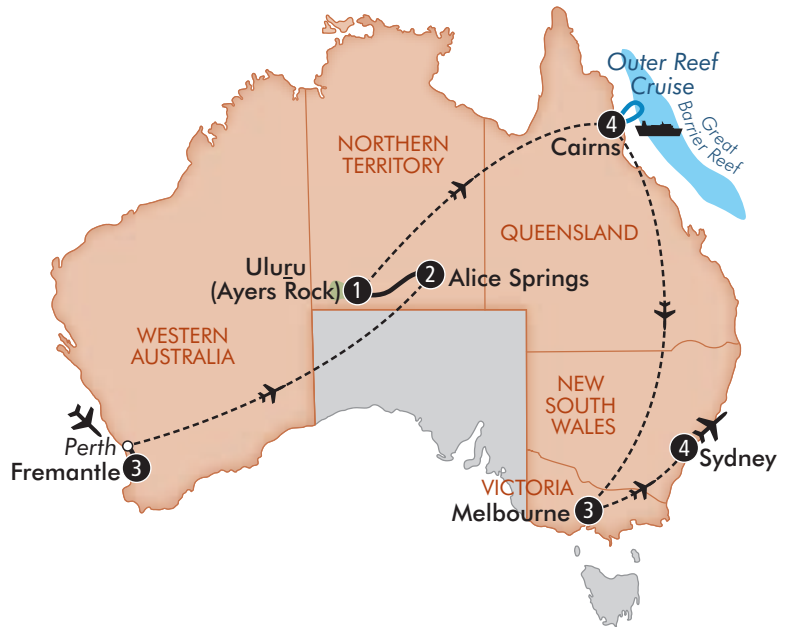 Outer Reef
Cruise
Great
Barrier Reef
4
Cairns
NORTHERN
TERRITORY
QUEENSLAND
Uluṟu
(Ayers Rock)
1
2
Alice Springs
WESTERN
AUSTRALIA
NEW
SOUTH
WALES
Perth
Fremantle
3
4
Sydney
VICTORIA
Melbourne
3